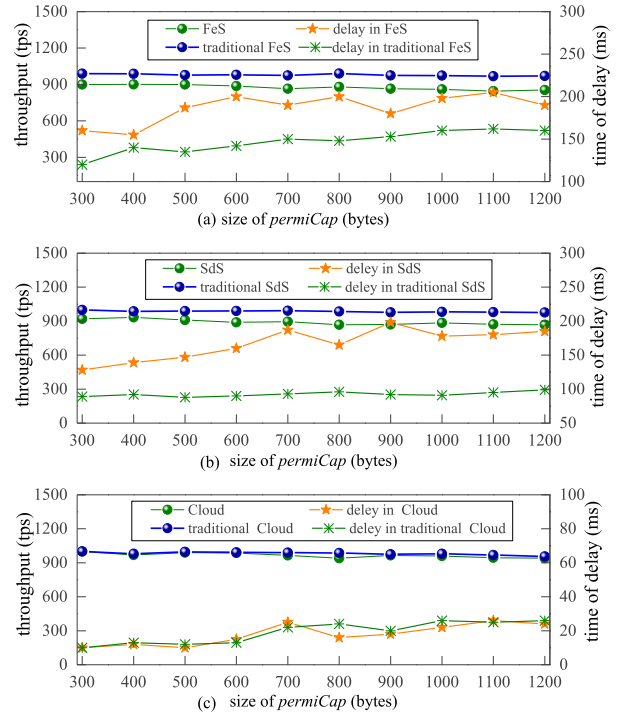 1500
1200
900
600
300
throughput (tps)
FeS
delay in FeS
traditional FeS
delay in traditional FeS
300
250
200
150
100
time of delay (ms)
300 400 500 600 700 800 900 1000 1100 1200
(a) size of permiCap (bytes)
1500
1200
900
600
300
0
throughput (tps)
SdS
deley in SdS
traditional SdS
deley in traditional SdS
300
250
200
150
100
50
time of delay (ms)
300 400 500 600 700 800 900 1000 1100 1200
(b) size of permiCap (bytes)
1500
1200
900
600
300
0
throughput (tps)
Cloud
deley in Cloud
traditional Cloud
deley in traditional Cloud
100
80
60
40
20
0
time of delay (ms)
300 400 500 600 700 800 900 1000 1100 1200
(c) size of permiCap (bytes)